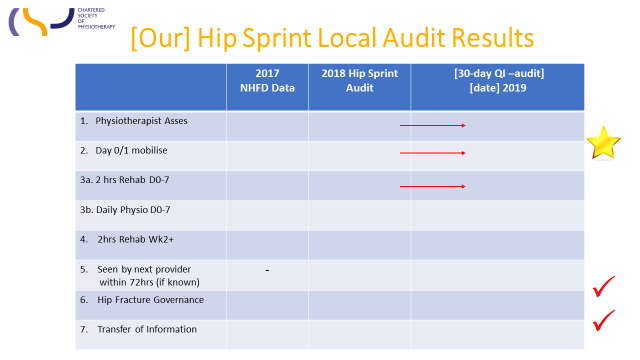 CHARTERED
SOCIETY
OF
PHYSIOTHERAPY
[Our] Hip Sprint Local Audit Results
2017
NHFD Data
2018 Hip Sprint
Audit
[30-day QI –audit]
[date] 2019
1. Physiotherapist Asses
2. Day 0/1 mobilise
3a. 2 hrs Rehab D0-7
3b. Daily Physio D0-7
4. 2hrs Rehab Wk2+
5. Seen by next provider
within 72hrs (if known)
-
6. Hip Fracture Governance
7. Transfer of Information